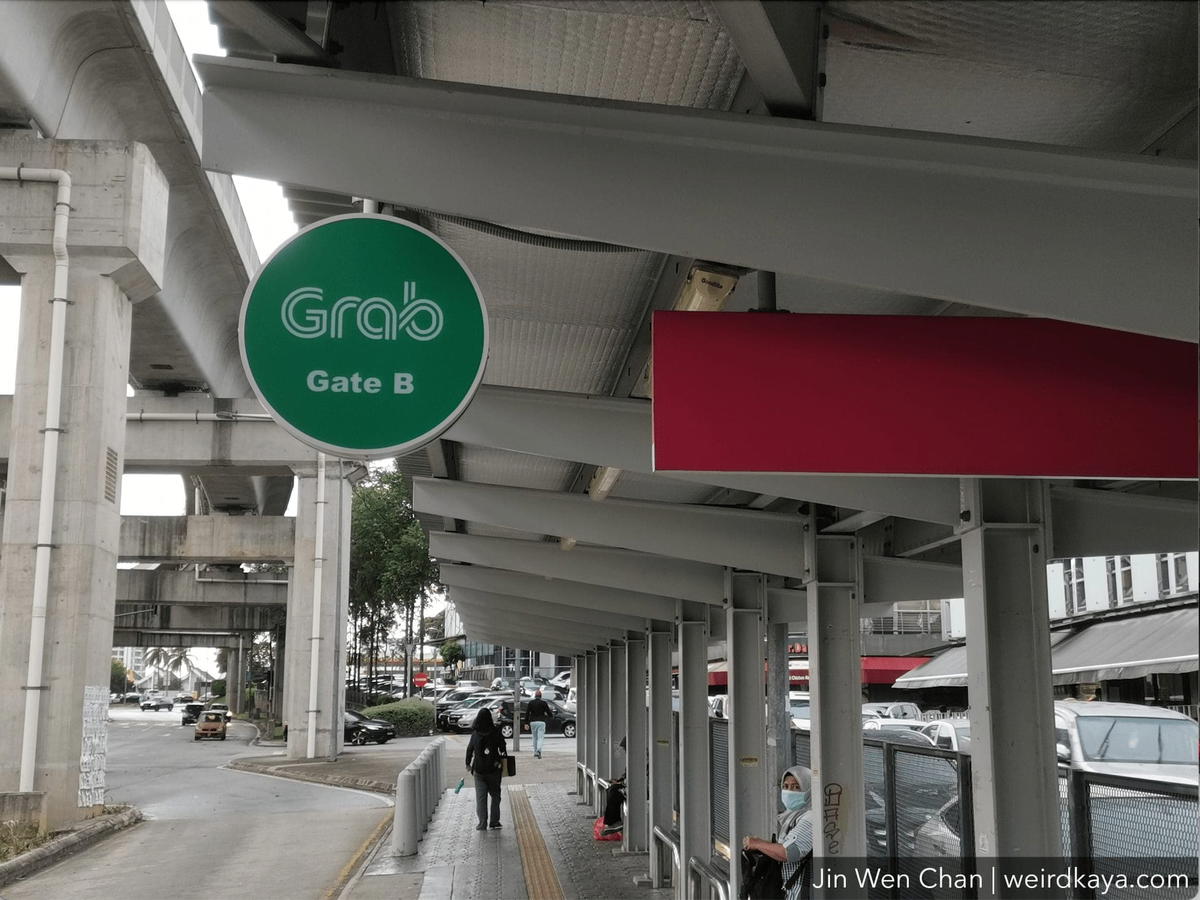 Grab
Gate B
Jin Wen Chan | weirdkaya.com